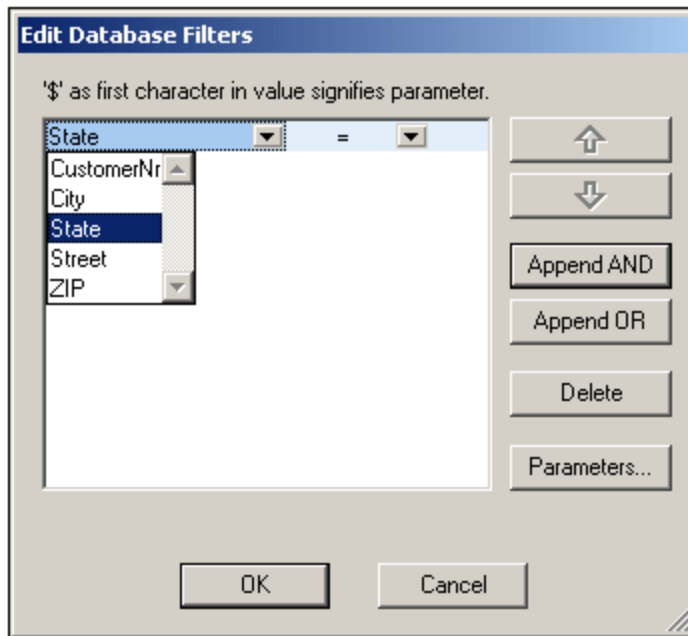 Edit Database Filters
'$' as first character in value signifies parameter.
State =
CustomerNr
City
State
Street
ZIP
Append AND
Append OR
Delete
Parameters...
OK Cancel